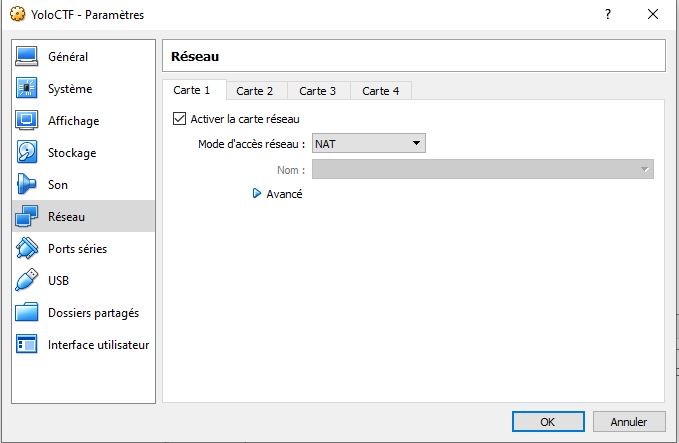 YoloCTF - Paramètres
?
Général
Système
Affichage
Stockage
Son
Réseau
Ports séries
USB
Dossiers partagés
Interface utilisateur
Réseau
Carte 1 Carte 2 Carte 3 Carte 4
Activer la carte réseau
Mode d'accès réseau : NAT
Nom :
Avancé
OK Annuler